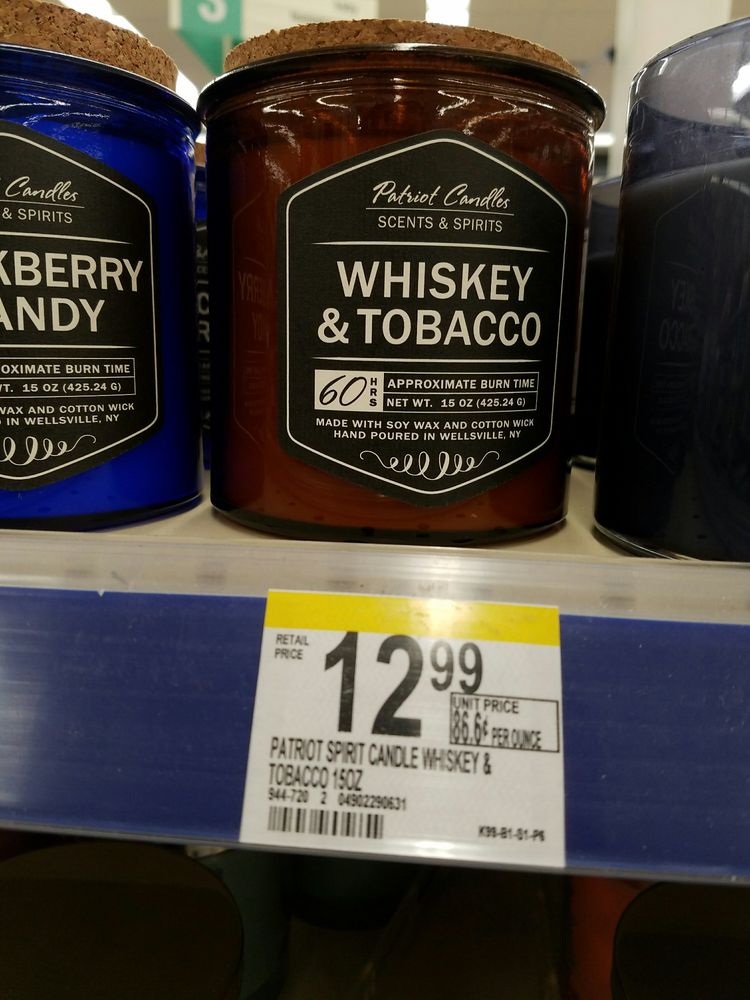 3
Candles
& SPIRITS
KBERRY
ANDY
OXIMATE BURN TIME
WT. 15 OZ (425.24 G)
WAX AND COTTON WICK
IN WELLSVILLE, NY
Patriot Candles
SCENTS & SPIRITS
WHISKEY
& TOBACCO
60 HRS
APPROXIMATE BURN TIME
NET WT. 15 OZ (425.24 G)
MADE WITH SOY WAX AND COTTON WICK
HAND POURED IN WELLSVILLE, NY
RETAIL
PRICE
12 99
UNIT PRICE
86.6¢ PER OUNCE
PATRIOT SPIRIT CANDLE WHISKEY &
TOBACCO 15OZ
944-720 2 04902290631
K99-B1-S1-P6